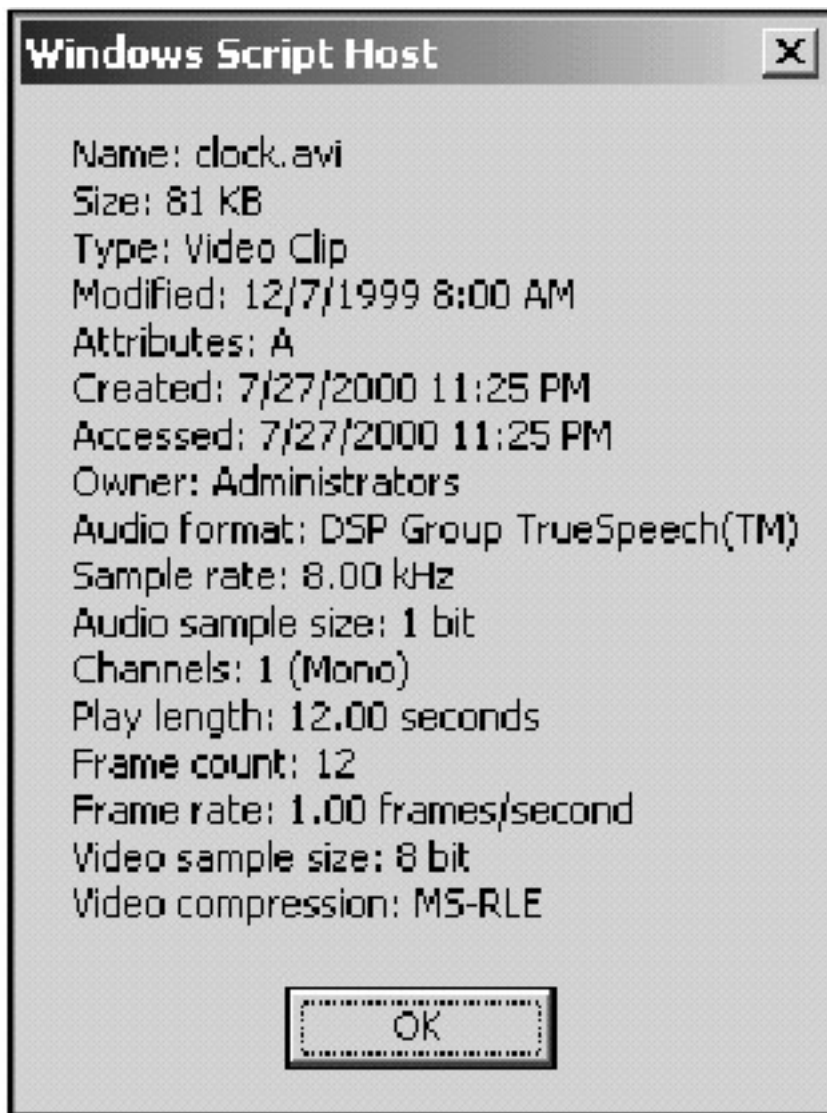 Windows Script Host
Name: clock.avi
Size: 81 KB
Type: Video Clip
Modified: 12/7/1999 8:00 AM
Attributes: A
Created: 7/27/2000 11:25 PM
Accessed: 7/27/2000 11:25 PM
Owner: Administrators
Audio format: DSP Group TrueSpeech(TM)
Sample rate: 8.00 kHz
Audio sample size: 1 bit
Channels: 1 (Mono)
Play length: 12.00 seconds
Frame count: 12
Frame rate: 1.00 frames/second
Video sample size: 8 bit
Video compression: MS-RLE
OK